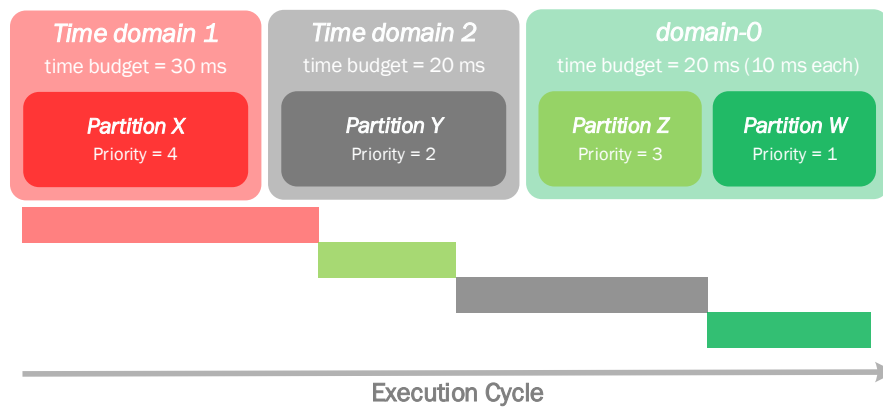 Time domain 1
time budget = 30 ms
Partition X
Priority = 4
Time domain 2
time budget = 20 ms
Partition Y
Priority = 2
domain-0
time budget = 20 ms (10 ms each)
Partition Z
Priority = 3
Partition W
Priority = 1
Execution Cycle